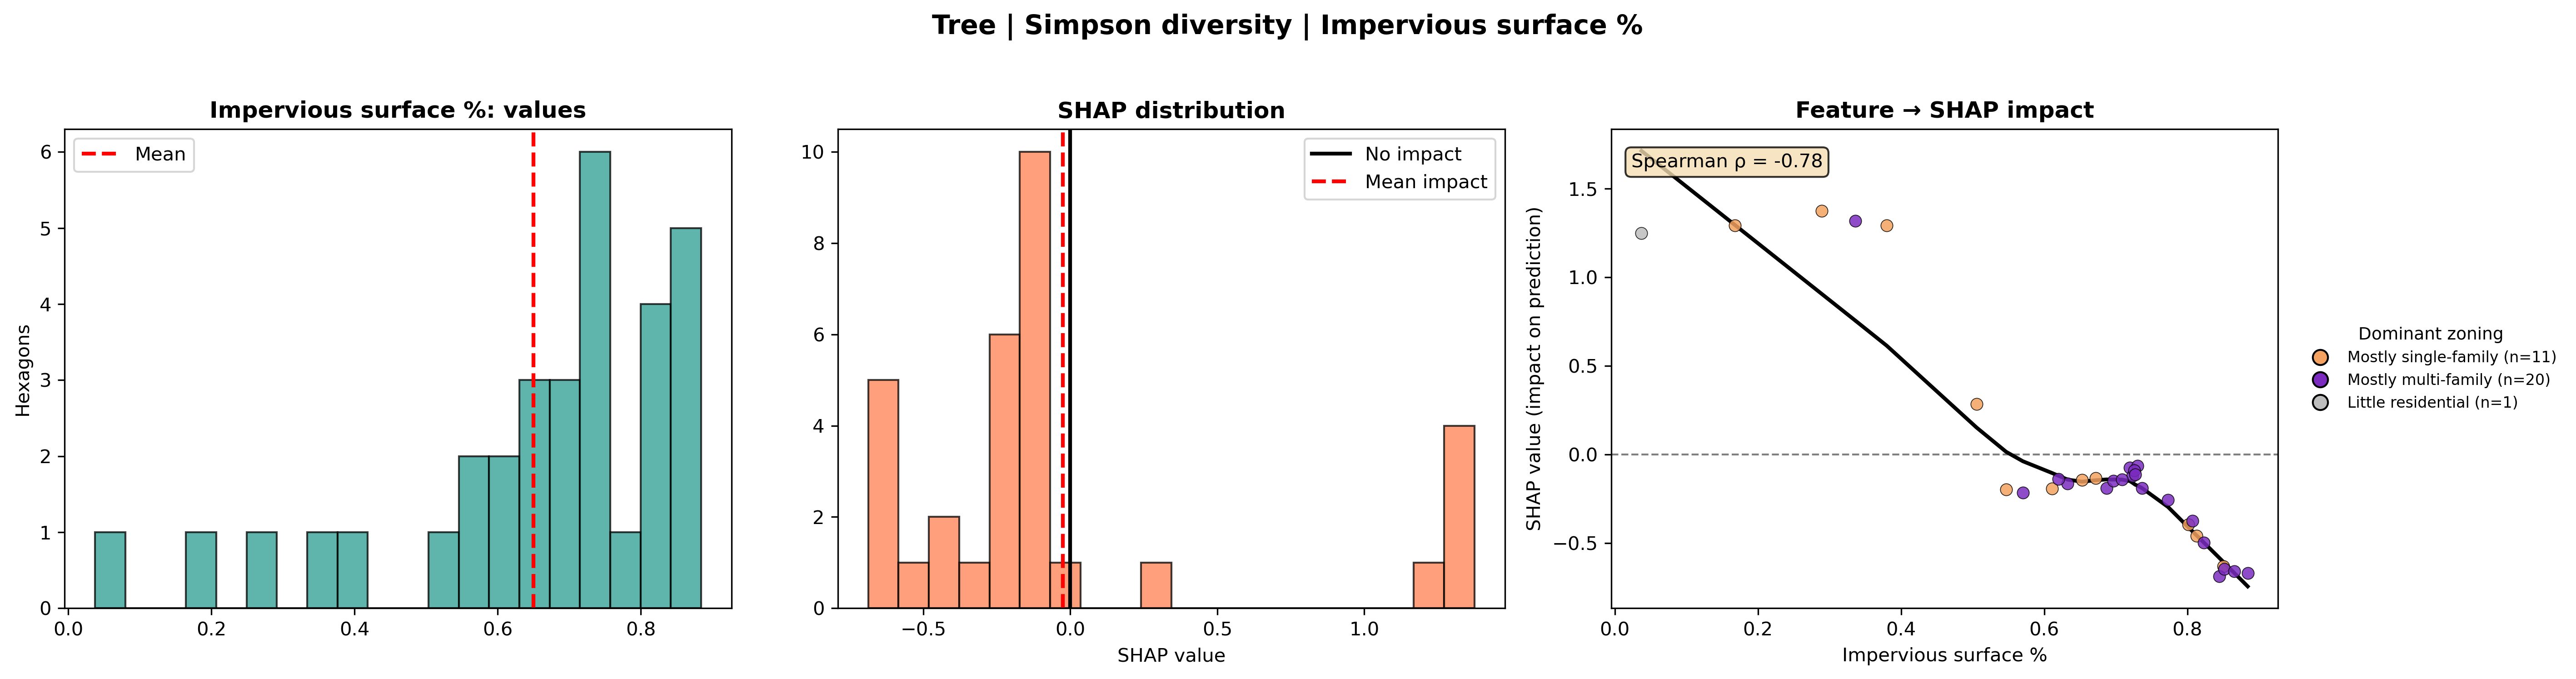 Tree | Simpson diversity | Impervious surface %
Impervious surface %: values
Mean
Hexagons
6
5
4
3
2
1
0
0.0
0.2
0.4
0.6
0.8
SHAP distribution
No impact
Mean impact
10
8
6
4
2
0
−0.5
0.0
0.5
1.0
SHAP value
Feature → SHAP impact
Spearman ρ = -0.78
SHAP value (impact on prediction)
1.5
1.0
0.5
0.0
−0.5
0.0
0.2
0.4
0.6
0.8
Impervious surface %
Dominant zoning
Mostly single-family (n=11)
Mostly multi-family (n=20)
Little residential (n=1)